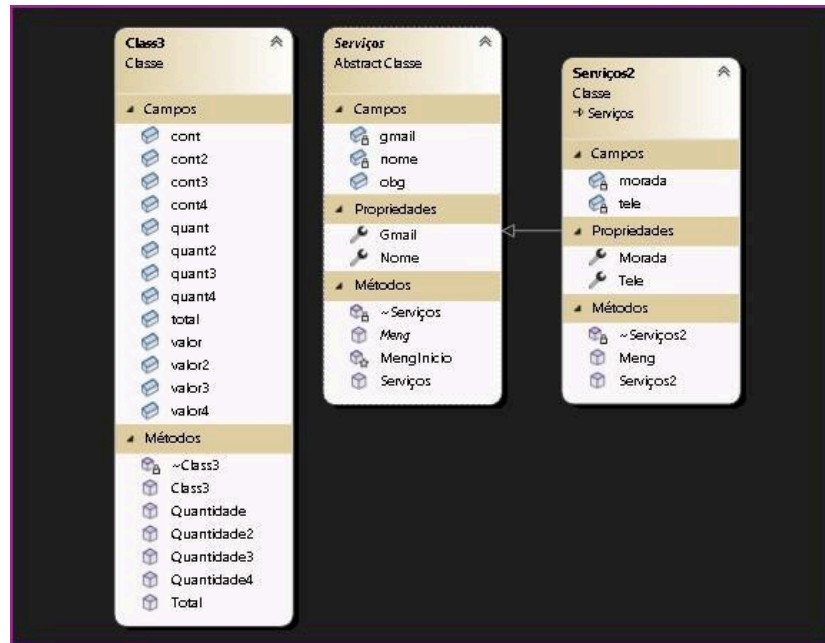 Class3
Classe
Campos
cont
cont2
cont3
cont4
quant
quant2
quant3
quant4
total
valor
valor2
valor3
valor4
Métodos
~Class3
Class3
Quantidade
Quantidade2
Quantidade3
Quantidade4
Total
Serviços
Abstract Classe
Campos
gmail
nome
obg
Propriedades
Gmail
Nome
Métodos
~Serviços
Meng
MengInicio
Serviços
Serviços2
Classe
Serviços
Campos
morada
tele
Propriedades
Morada
Tele
Métodos
~Serviços2
Meng
Serviços2